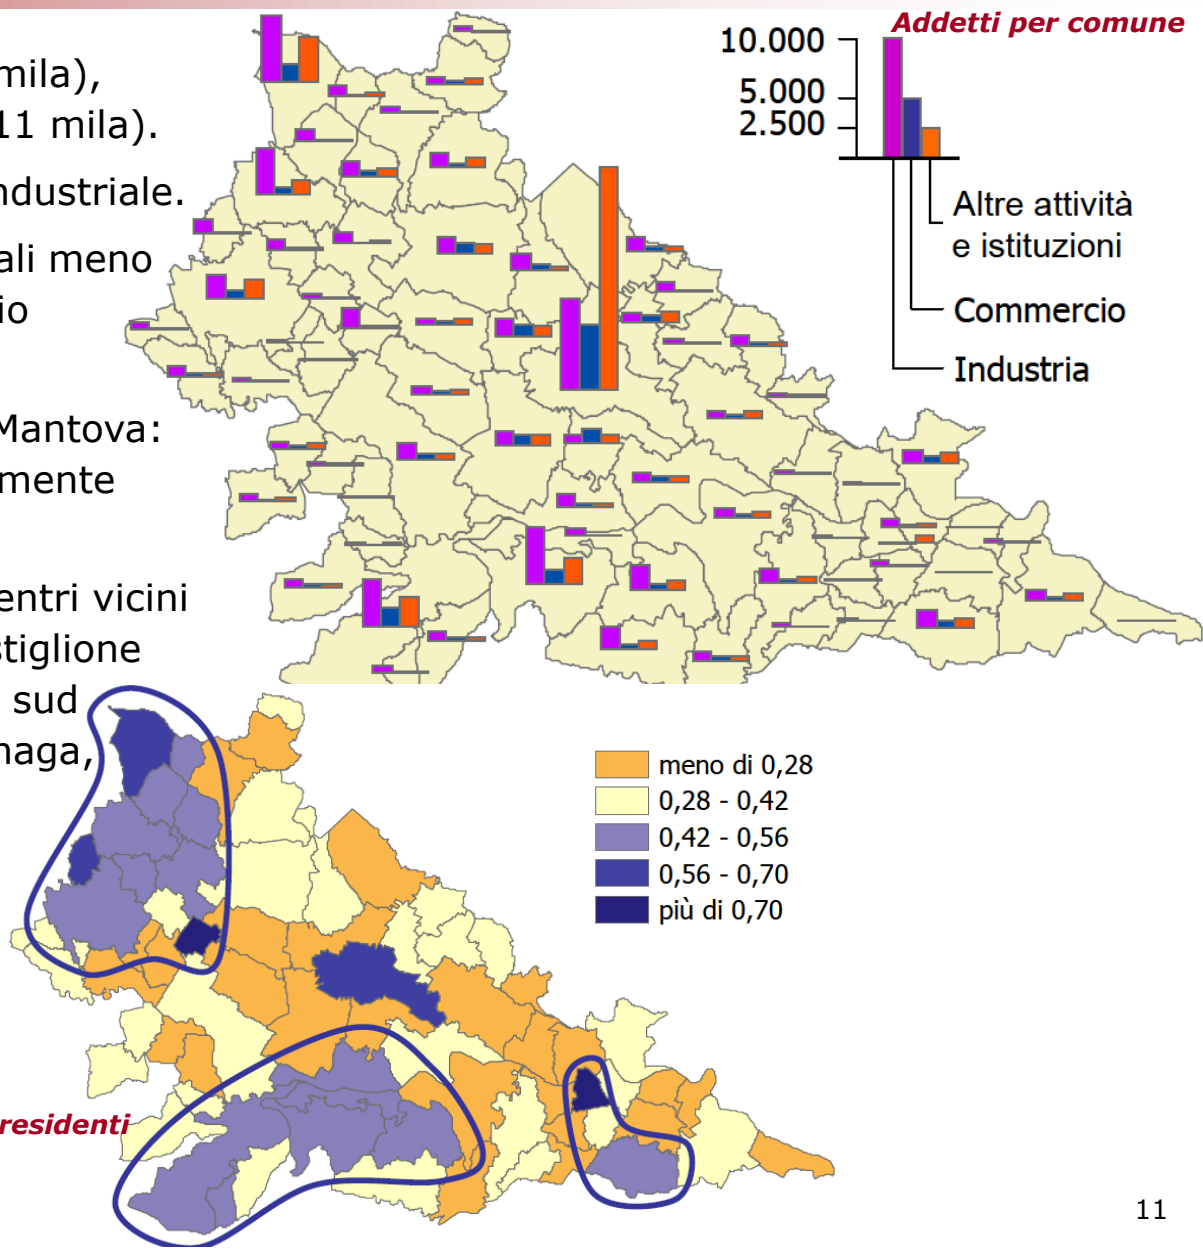 Addetti per comune
10.000
5.000
2.500
Altre attività
e istituzioni
Commercio
Industria
mila),
11 mila).
ndustriale.
ali meno
io
Mantova:
mente
entri vicini
stiglione
sud
naga,
meno di 0,28
0,28 - 0,42
0,42 - 0,56
0,56 - 0,70
più di 0,70
residenti
11